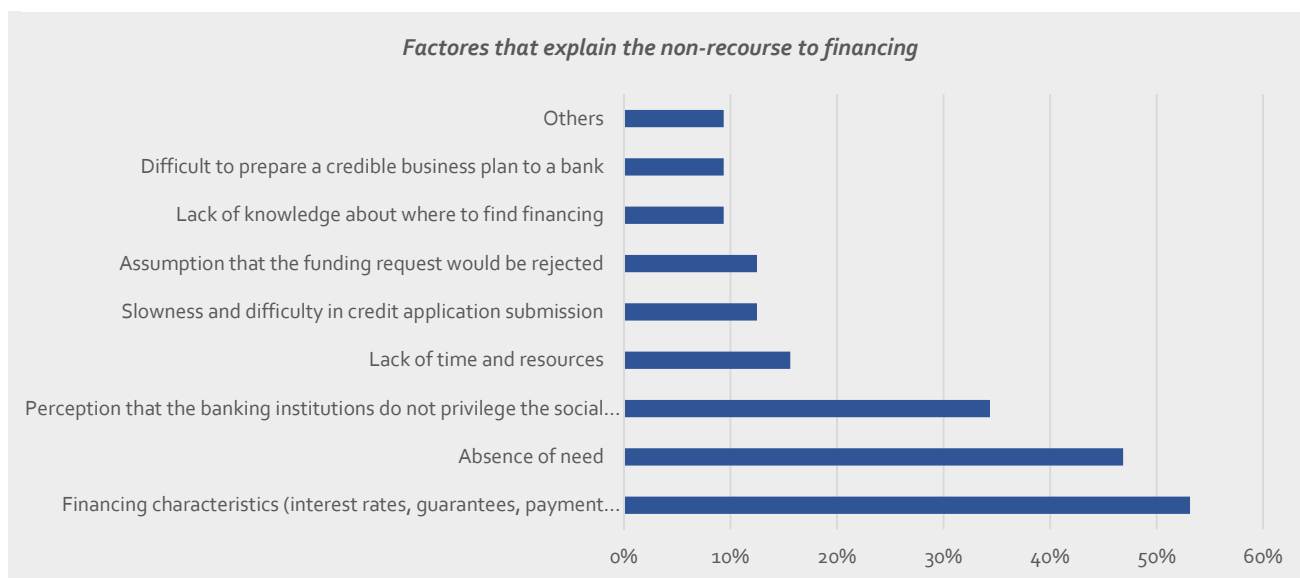 Factores that explain the non-recourse to financing
Others
Difficult to prepare a credible business plan to a bank
Lack of knowledge about where to find financing
Assumption that the funding request would be rejected
Slowness and difficulty in credit application submission
Lack of time and resources
Perception that the banking institutions do not privilege the social...
Absence of need
Financing characteristics (interest rates, guarantees, payment...
0% 10% 20% 30% 40% 50% 60%